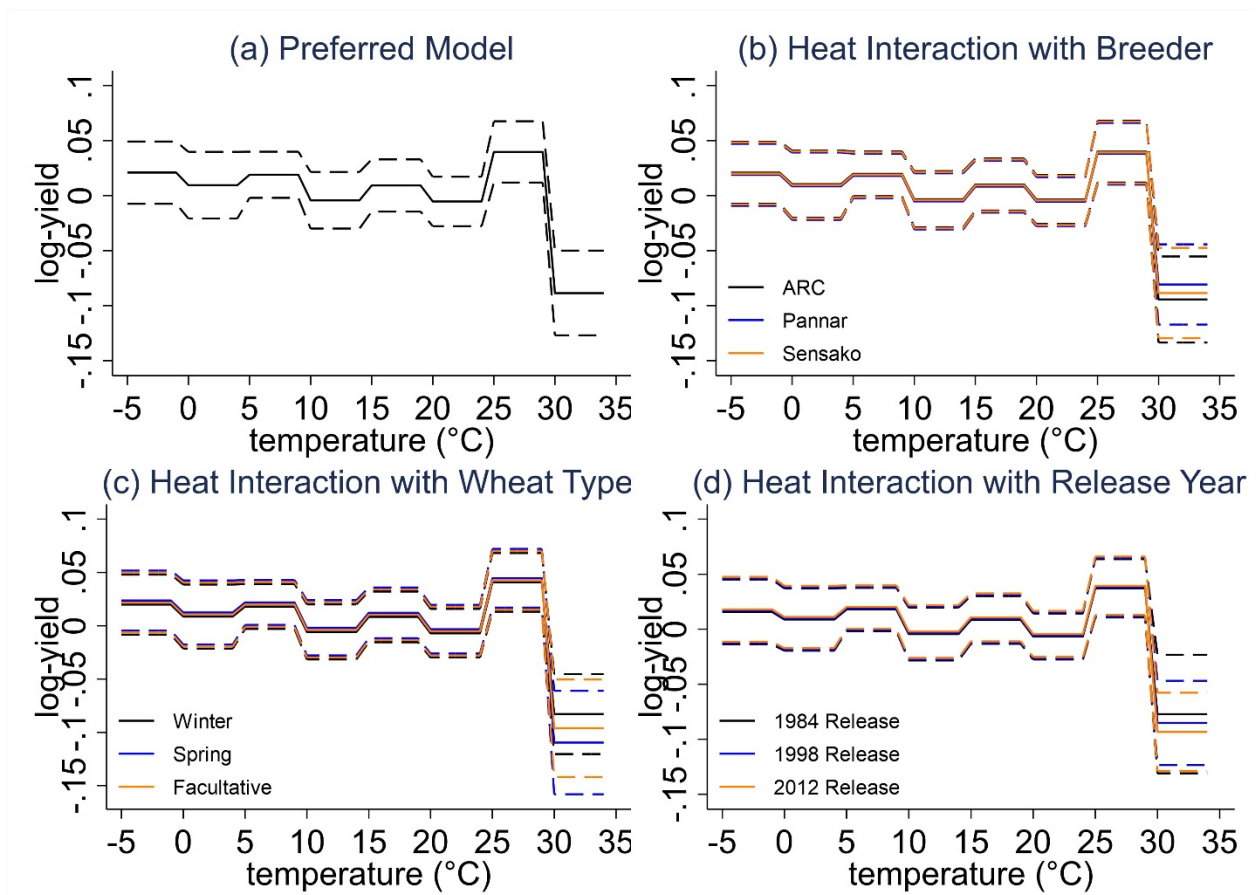 (a) Preferred Model
log-yield
.1
.05
0
-.05
-.1
-.15
-5 0 5 10 15 20 25 30 35
temperature (°C)
(b) Heat Interaction with Breeder
log-yield
.1
.05
0
-.05
-.1
-.15
ARC
Pannar
Sensako
-5 0 5 10 15 20 25 30 35
temperature (°C)
(c) Heat Interaction with Wheat Type
log-yield
.1
.05
0
-.05
-.1
-.15
Winter
Spring
Facultative
-5 0 5 10 15 20 25 30 35
temperature (°C)
(d) Heat Interaction with Release Year
log-yield
.1
.05
0
-.05
-.1
-.15
1984 Release
1998 Release
2012 Release
-5 0 5 10 15 20 25 30 35
temperature (°C)